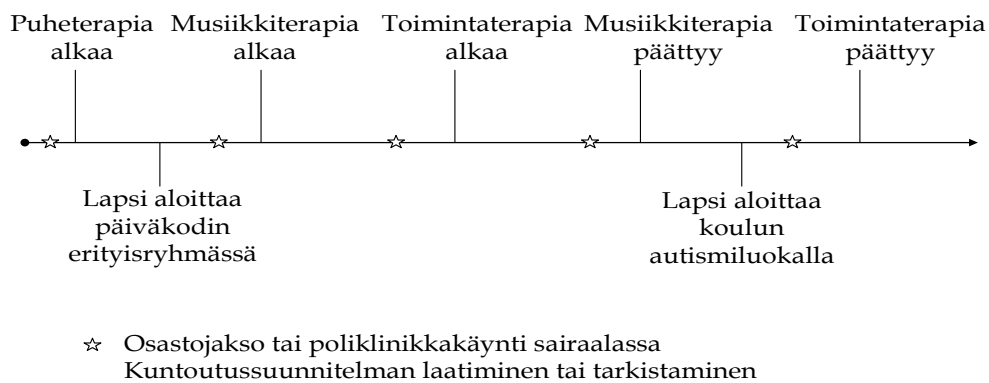 Puheterapia
alkaa
Musiikkiterapia
alkaa
Toimintaterapia
alkaa
Musiikkiterapia
päättyy
Toimintaterapia
päättyy
Lapsi aloittaa
päiväkodin
erityisryhmässä
Lapsi aloittaa
koulun
autismiluokalla
Osastojakso tai poliklinikkakäynti sairaalassa
Kuntoutussuunnitelman laatiminen tai tarkistaminen